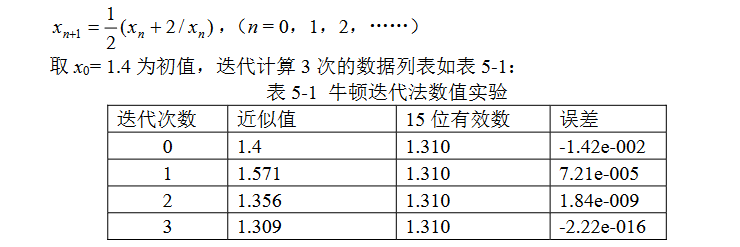 x_{n+1} = \frac{1}{2}(x_n + 2/x_n)，（n = 0，1，2，……）
取 x_0= 1.4 为初值，迭代计算 3 次的数据列表如表 5-1：
表 5-1 牛顿迭代法数值实验
迭代次数 近似值 15 位有效数 误差
0 1.4 1.310 -1.42e-002
1 1.571 1.310 7.21e-005
2 1.356 1.310 1.84e-009
3 1.309 1.310 -2.22e-016